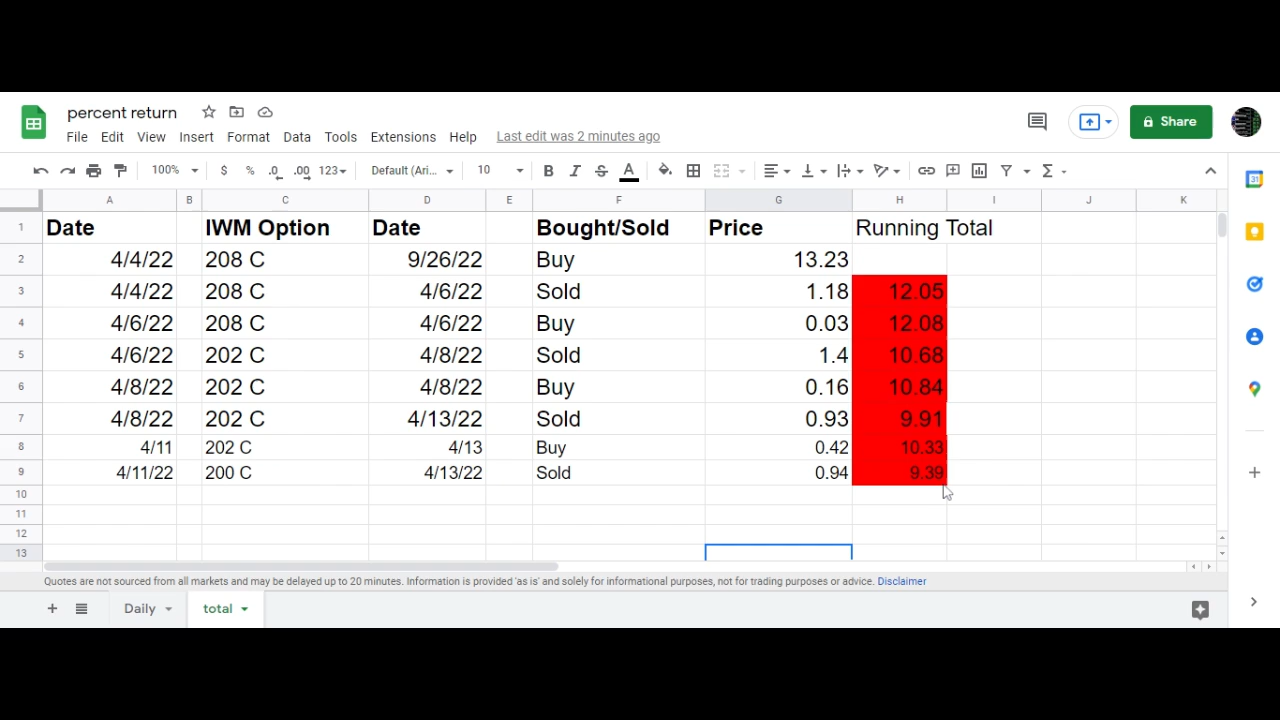 percent return
File Edit View Insert Format Data Tools Extensions Help Last edit was 2 minutes ago
Share
100% $ % .0 .00 123 Default (Ari... 10 B I S A Σ
31
A B C D E F G H I J K
1 Date IWM Option Date Bought/Sold Price Running Total
2 4/4/22 208 C 9/26/22 Buy 13.23
3 4/4/22 208 C 4/6/22 Sold 1.18 12.05
4 4/6/22 208 C 4/6/22 Buy 0.03 12.08
5 4/6/22 202 C 4/8/22 Sold 1.4 10.68
6 4/8/22 202 C 4/8/22 Buy 0.16 10.84
7 4/8/22 202 C 4/13/22 Sold 0.93 9.91
8 4/11 202 C 4/13 Buy 0.42 10.33
9 4/11/22 200 C 4/13/22 Sold 0.94 9.39
10
11
12
13
Quotes are not sourced from all markets and may be delayed up to 20 minutes. Information is provided 'as is' and solely for informational purposes, not for trading purposes or advice. Disclaimer
Daily total